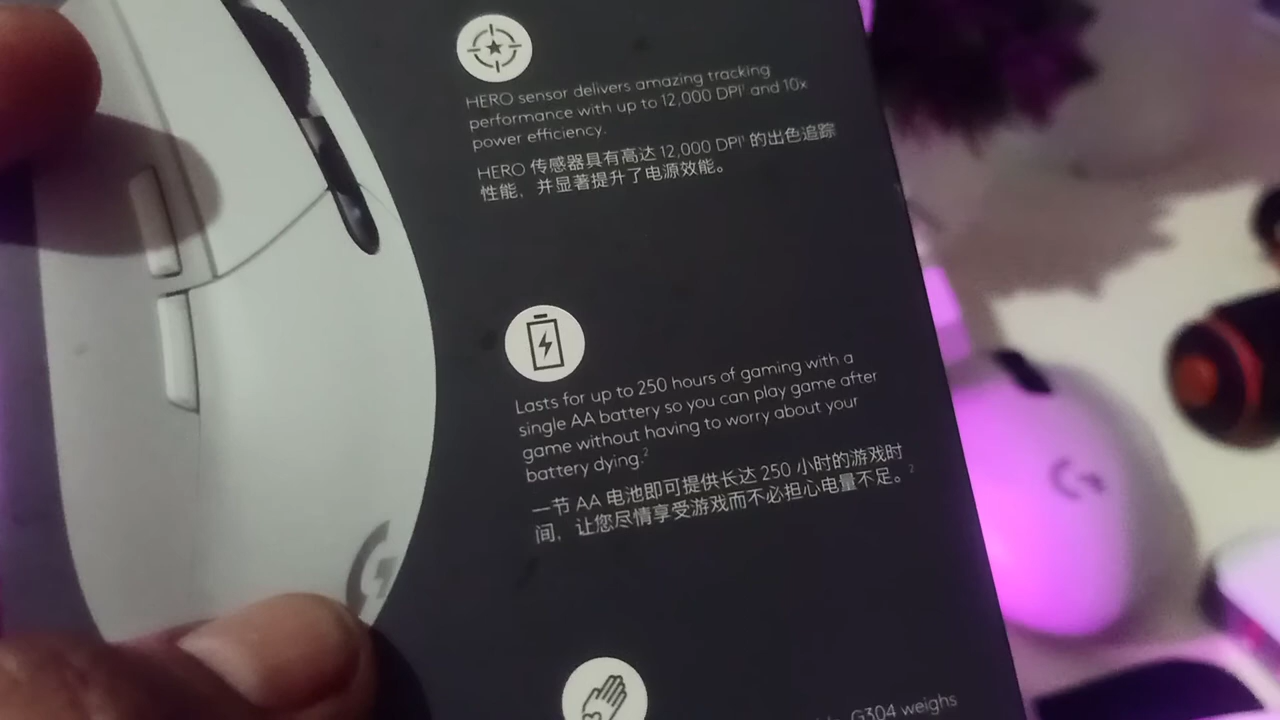 HERO sensor delivers amazing tracking
performance with up to 12,000 DPI¹ and 10x
power efficiency.
HERO 传感器具有高达 12,000 DPI¹ 的出色追踪
性能，并显著提升了电源效能。
Lasts for up to 250 hours of gaming with a
single AA battery so you can play game after
game without having to worry about your
battery dying.²
一节 AA 电池即可提供长达 250 小时的游戏时
间，让您尽情享受游戏而不必担心电量不足。²
G304 weighs